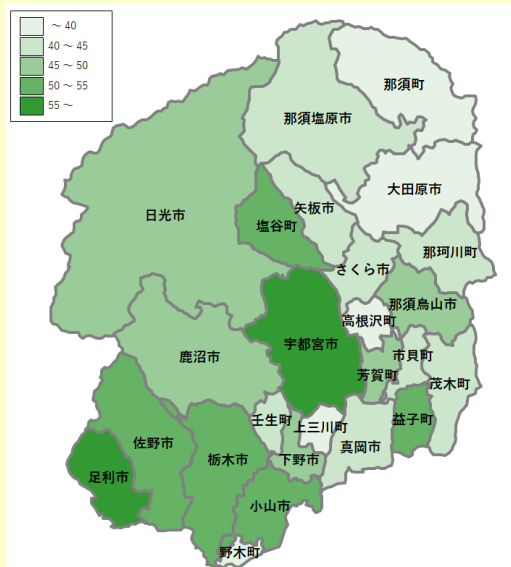 ～ 40
40 ～ 45
45 ～ 50
50 ～ 55
55 ～
那須町
那須塩原市
大田原市
矢板市
日光市
塩谷町
那珂川町
さくら市
那須烏山市
高根沢町
宇都宮市
市貝町
鹿沼市
芳賀町
茂木町
壬生町
上三川町
益子町
佐野市
真岡市
栃木市
下野市
足利市
小山市
野木町